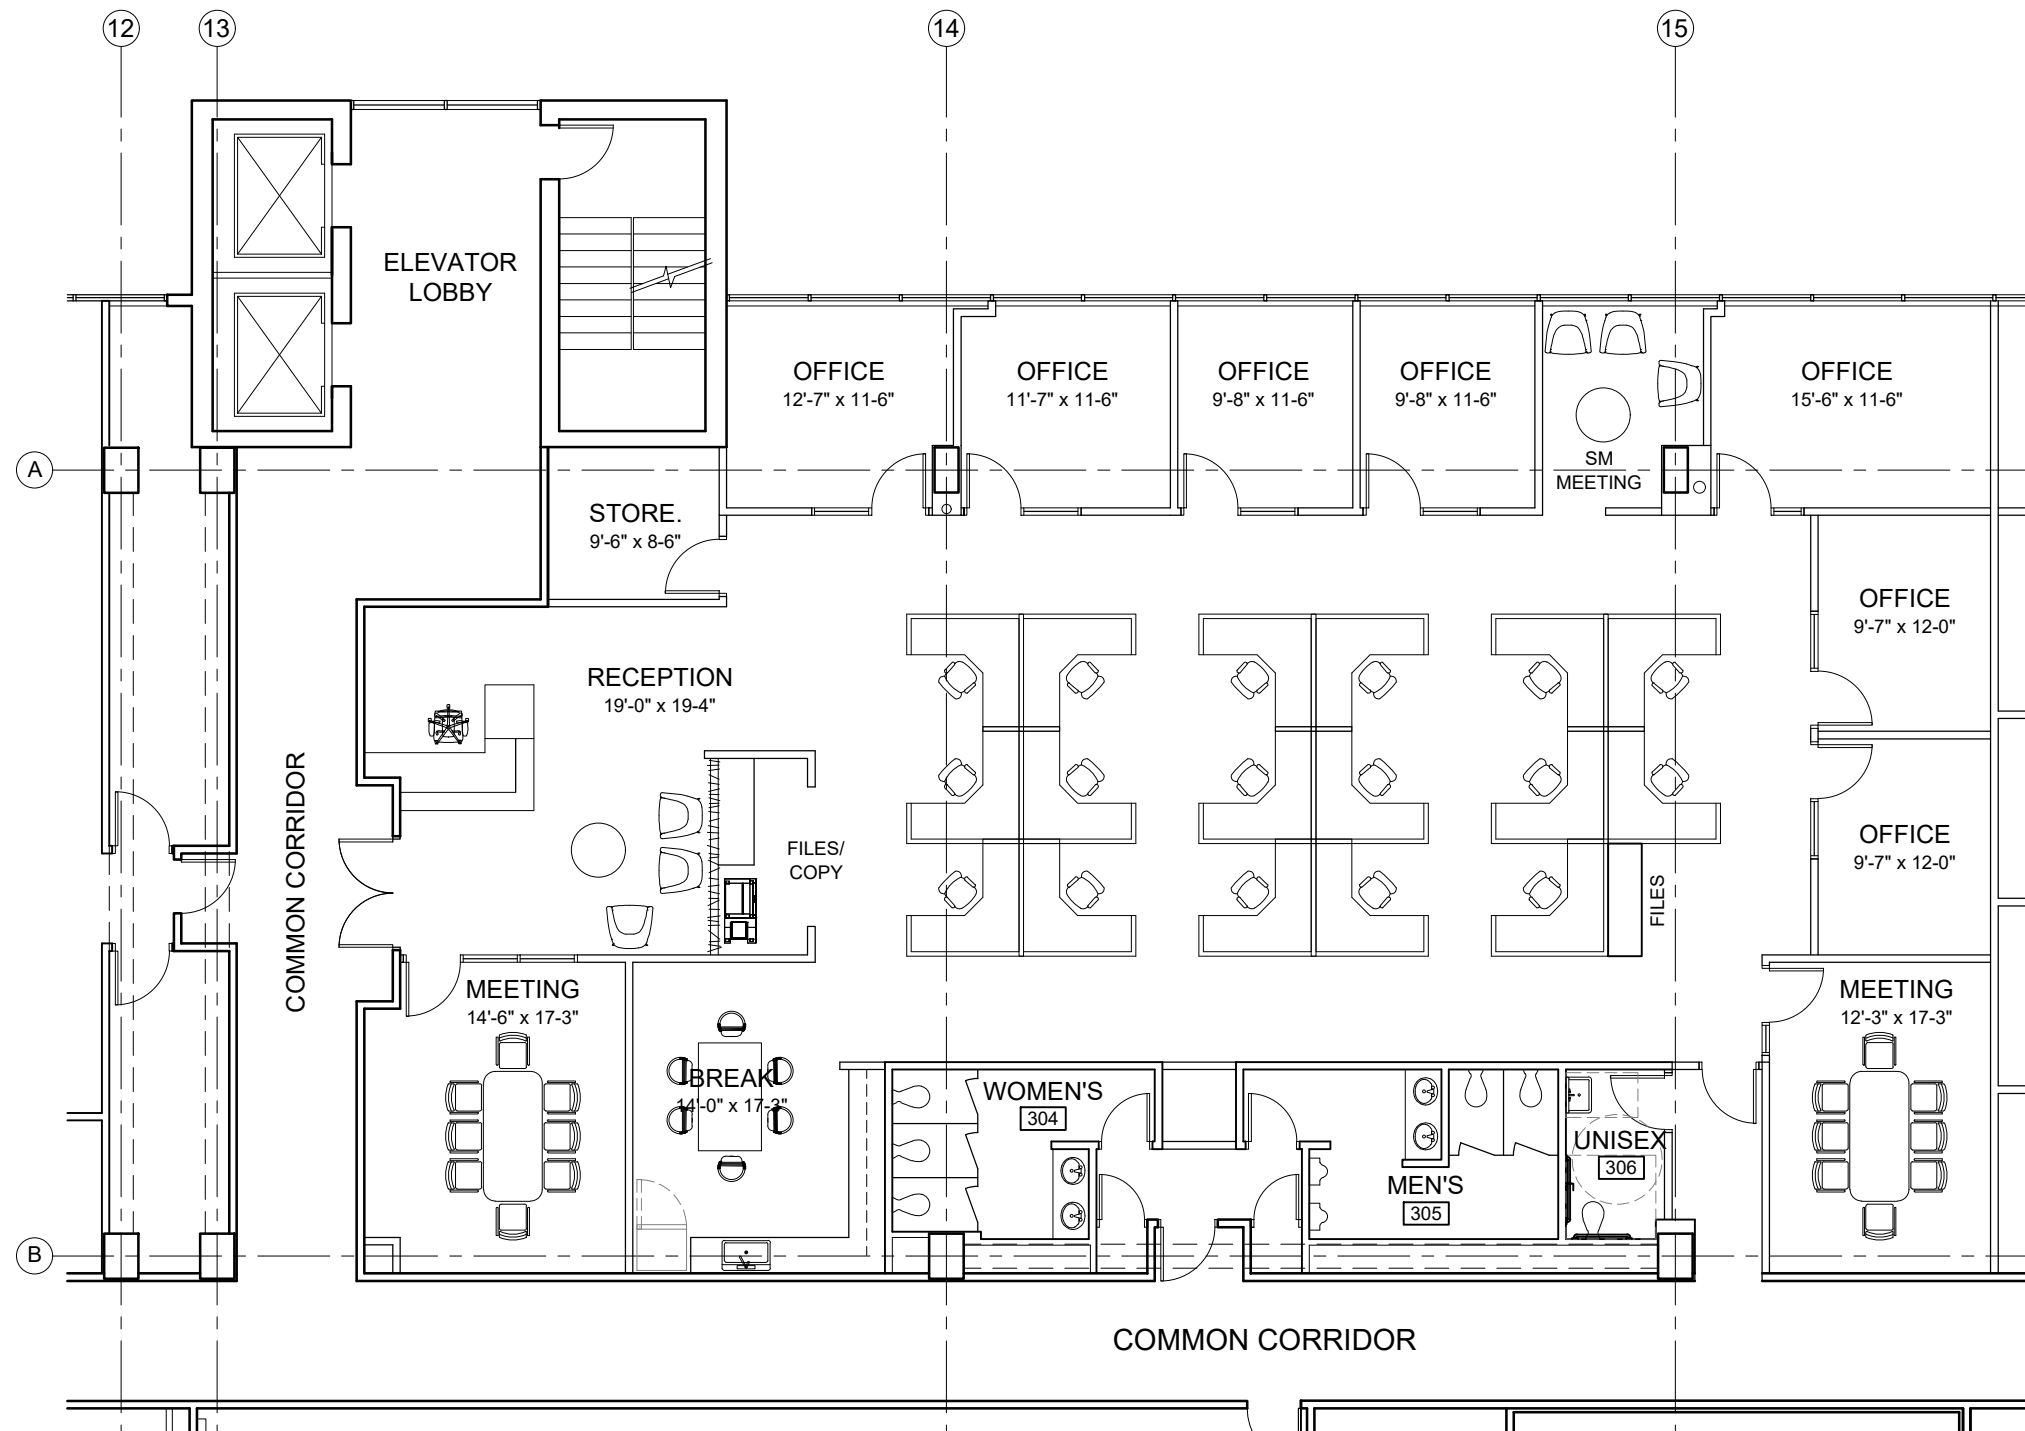 12
13
14
15
ELEVATOR
LOBBY
OFFICE
12'-7" x 11-6"
OFFICE
11'-7" x 11-6"
OFFICE
9'-8" x 11-6"
OFFICE
9'-8" x 11-6"
OFFICE
15'-6" x 11-6"
A
SM
MEETING
STORE.
9'-6" x 8-6"
OFFICE
9'-7" x 12-0"
RECEPTION
19'-0" x 19-4"
COMMON CORRIDOR
FILES/
COPY
FILES
OFFICE
9'-7" x 12-0"
MEETING
14'-6" x 17-3"
MEETING
12'-3" x 17-3"
BREAK
14'-0" x 17-3"
WOMEN'S
304
UNISEX
306
MEN'S
305
B
COMMON CORRIDOR